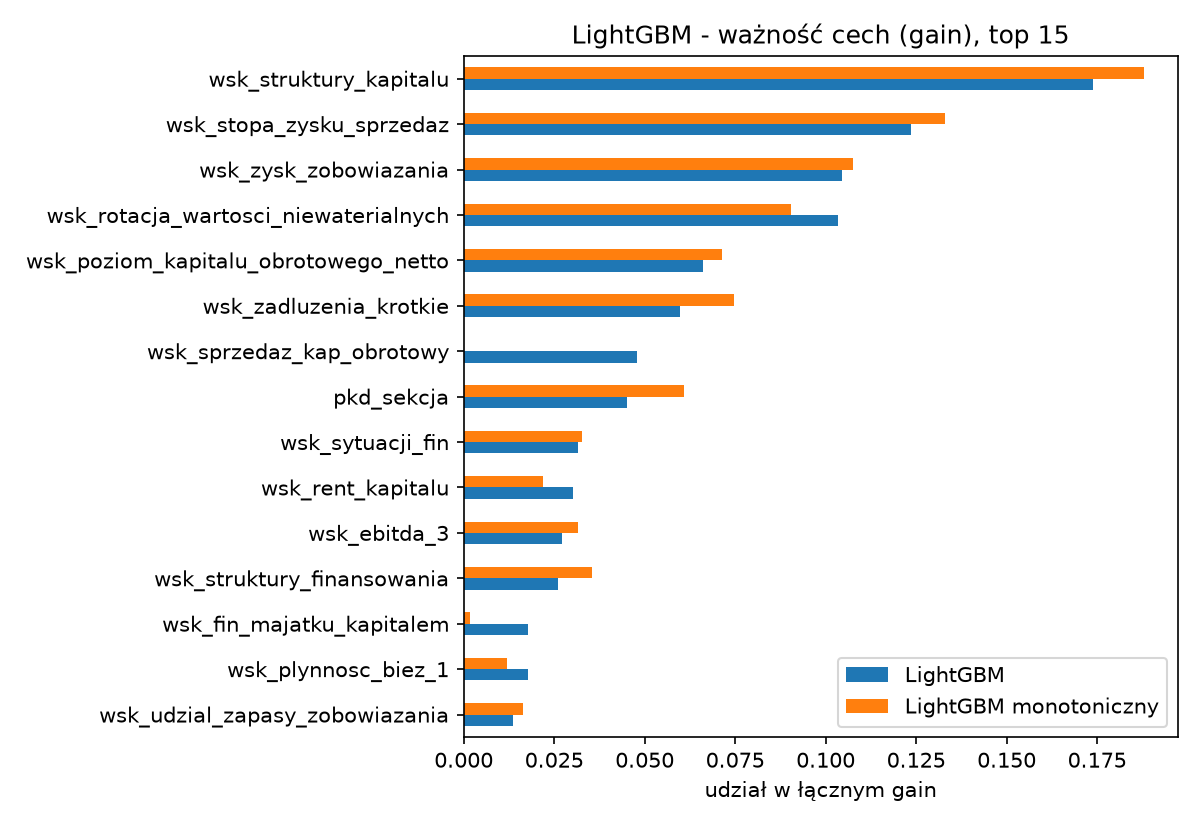 LightGBM - ważność cech (gain), top 15
wsk_struktury_kapitalu
wsk_stopa_zysku_sprzedaz
wsk_zysk_zobowiazania
wsk_rotacja_wartosci_niewaterialnych
wsk_poziom_kapitalu_obrotowego_netto
wsk_zadluzenia_krotkie
wsk_sprzedaz_kap_obrotowy
pkd_sekcja
wsk_sytuacji_fin
wsk_rent_kapitalu
wsk_ebitda_3
wsk_struktury_finansowania
wsk_fin_majatku_kapitalem
wsk_plynnosc_biez_1
wsk_udzial_zapasy_zobowiazania
LightGBM
LightGBM monotoniczny
0.000 0.025 0.050 0.075 0.100 0.125 0.150 0.175
udział w łącznym gain